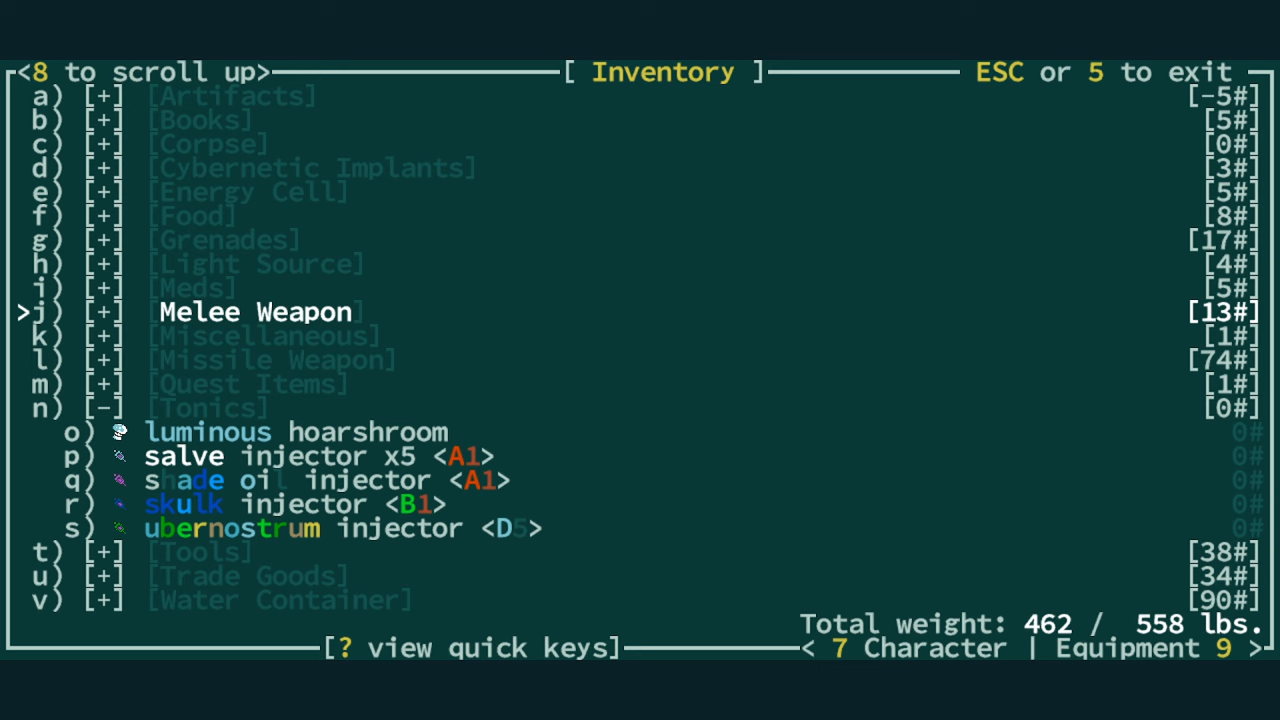 <8 to scroll up> [ Inventory ] ESC or 5 to exit
a) [+] [Artifacts] [-5#]
b) [+] [Books] [5#]
c) [+] [Corpse] [0#]
d) [+] [Cybernetic Implants] [3#]
e) [+] [Energy Cell] [5#]
f) [+] [Food] [8#]
g) [+] [Grenades] [17#]
h) [+] [Light Source] [4#]
i) [+] [Meds] [5#]
>j) [+] [Melee Weapon] [13#]
k) [+] [Miscellaneous] [1#]
l) [+] [Missile Weapon] [74#]
m) [+] [Quest Items] [1#]
n) [-] [Tonics] [0#]
o) luminous hoarshroom 0#
p) salve injector x5 <A1> 0#
q) shade oil injector <A1> 0#
r) skulk injector <B1> 0#
s) ubernostrum injector <D5> 0#
t) [+] [Tools] [38#]
u) [+] [Trade Goods] [34#]
v) [+] [Water Container] [90#]
Total weight: 462 / 558 lbs.
[? view quick keys] < 7 Character | Equipment 9 >